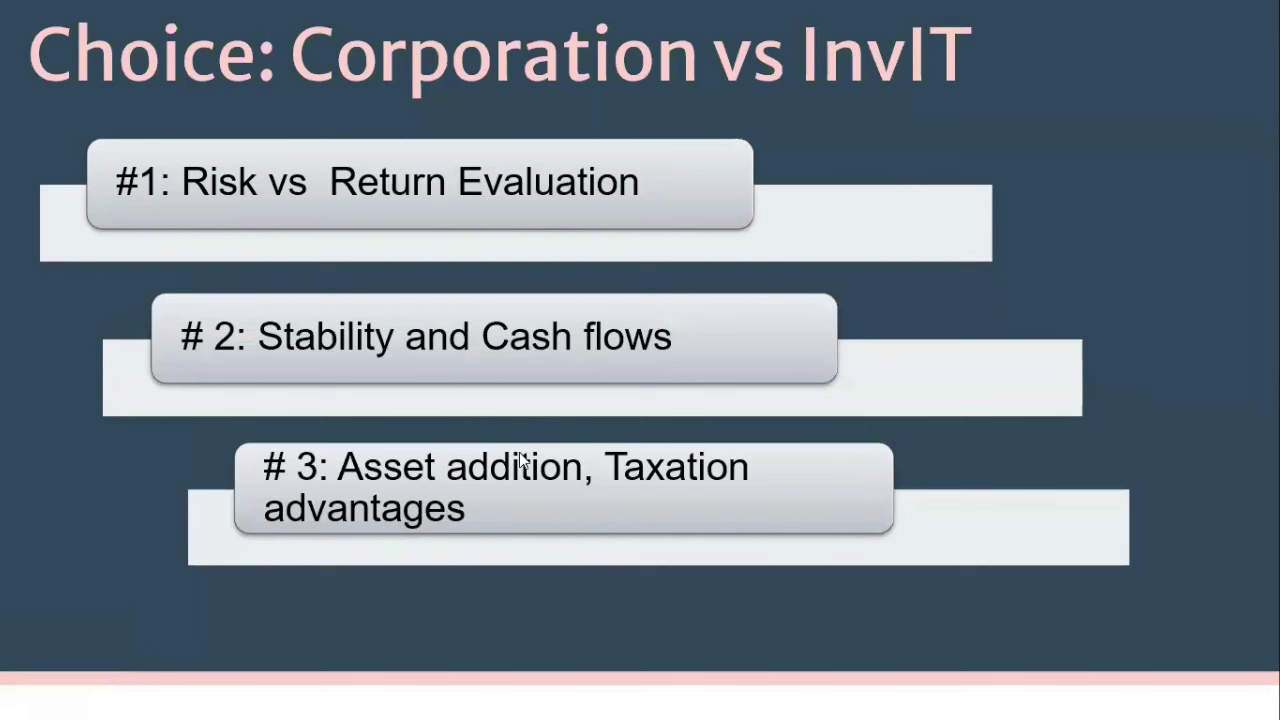 Choice: Corporation vs InvIT
#1: Risk vs  Return Evaluation
# 2: Stability and Cash flows
# 3: Asset addition, Taxation
advantages